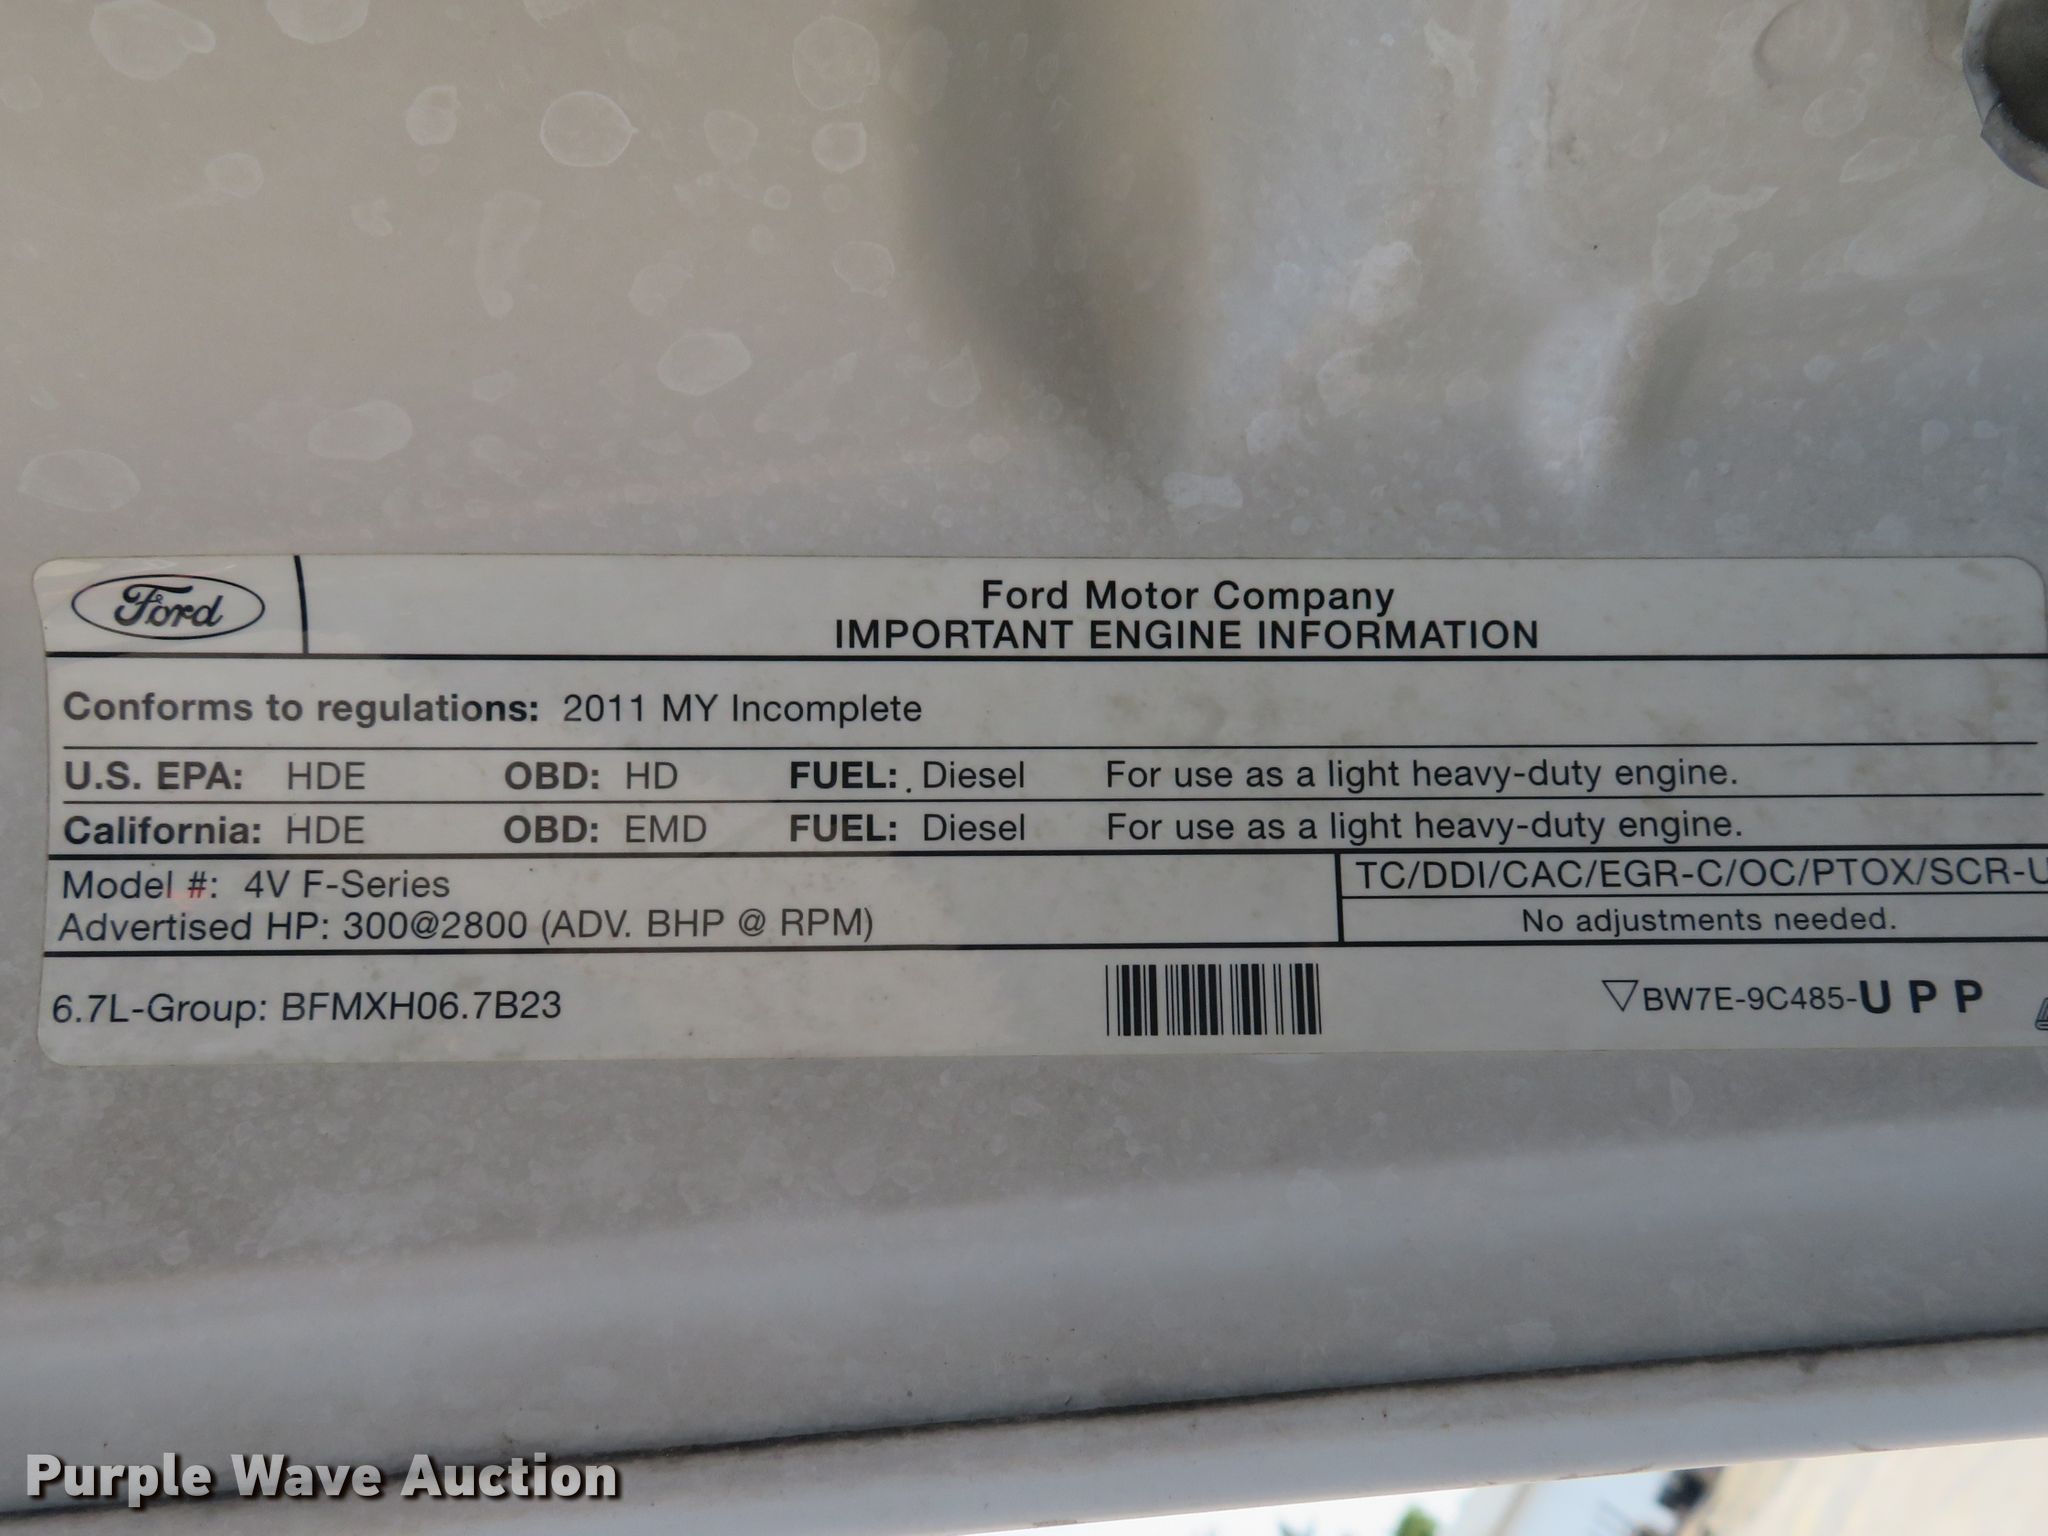 Ford
Ford Motor Company
IMPORTANT ENGINE INFORMATION
Conforms to regulations: 2011 MY Incomplete
U.S. EPA: HDE OBD: HD FUEL: Diesel For use as a light heavy-duty engine.
California: HDE OBD: EMD FUEL: Diesel For use as a light heavy-duty engine.
Model #: 4V F-Series
Advertised HP: 300@2800 (ADV. BHP @ RPM)
TC/DDI/CAC/EGR-C/OC/PTOX/SCR-U
No adjustments needed.
6.7L-Group: BFMXH06.7B23
BW7E-9C485-UPP
Purple Wave Auction